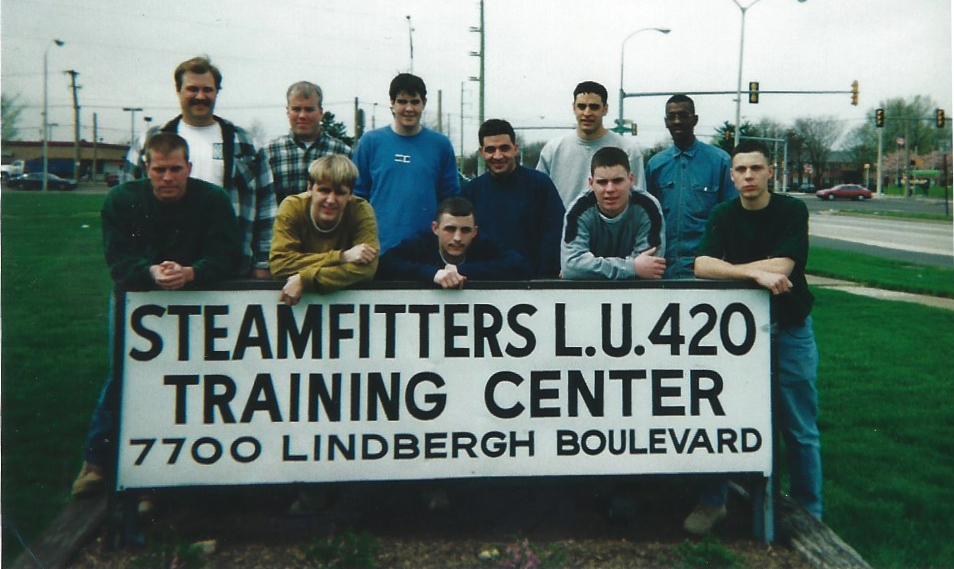 STEAMFITTERS L.U.420
TRAINING CENTER
7700 LINDBERGH BOULEVARD